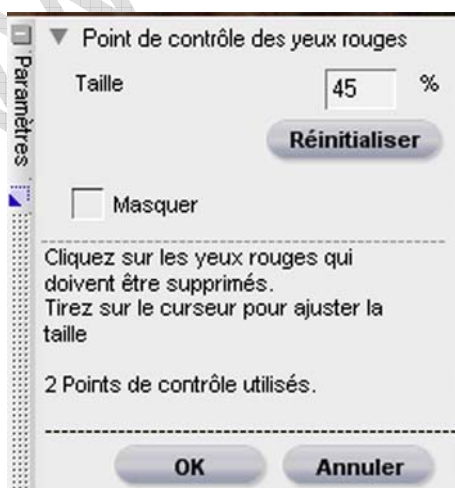 Point de contrôle des yeux rouges
Paramètres
Taille
45 %
Réinitialiser
Masquer
Cliquez sur les yeux rouges qui
doivent être supprimés.
Tirez sur le curseur pour ajuster la
taille
2 Points de contrôle utilisés.
OK Annuler